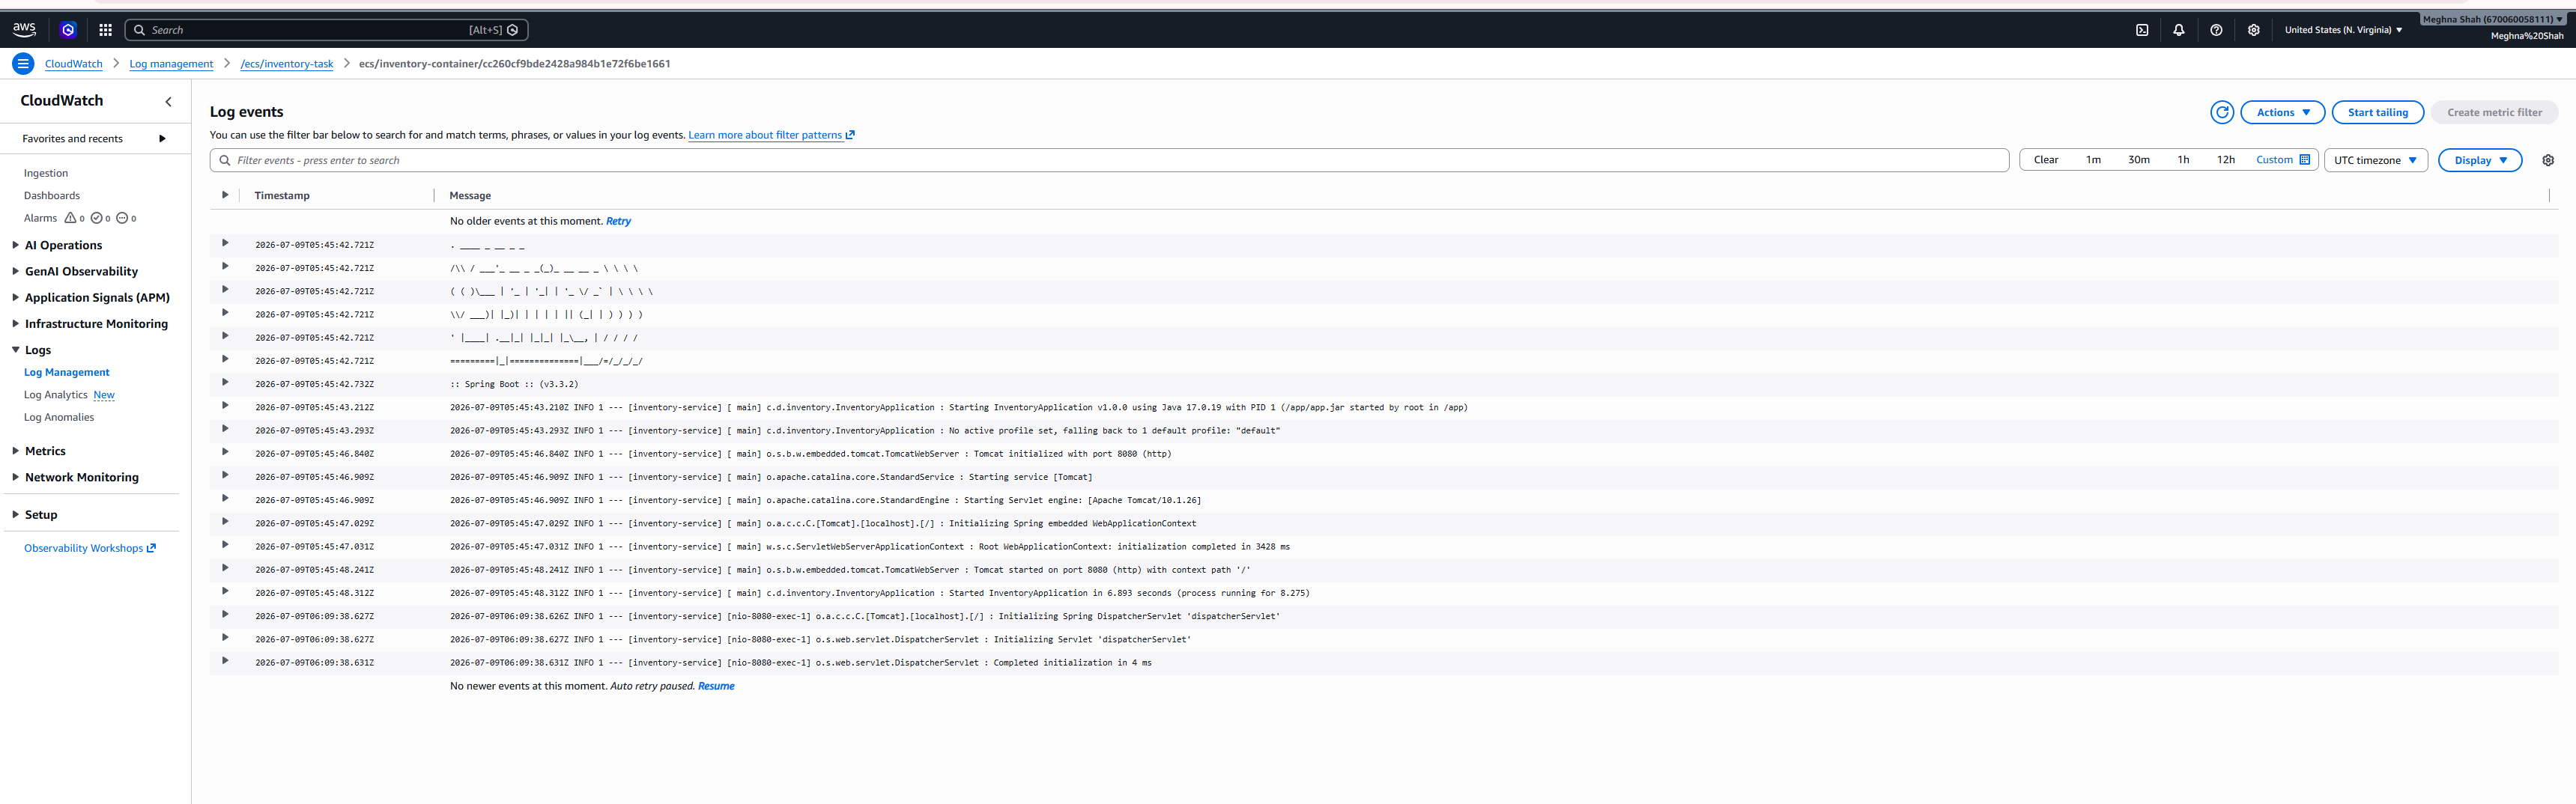 aws
Search [Alt+S]
United States (N. Virginia)
Meghna Shah (670060058111)
Meghna%20Shah
CloudWatch > Log management > /ecs/inventory-task > ecs/inventory-container/cc260cf9bde2428a984b1e72f6be1661
CloudWatch
Favorites and recents
Ingestion
Dashboards
Alarms 0 0 0
AI Operations
GenAI Observability
Application Signals (APM)
Infrastructure Monitoring
Logs
Log Management
Log Analytics New
Log Anomalies
Metrics
Network Monitoring
Setup
Observability Workshops
Log events
Actions
Start tailing
Create metric filter
You can use the filter bar below to search for and match terms, phrases, or values in your log events. Learn more about filter patterns
Filter events - press enter to search
Clear 1m 30m 1h 12h Custom UTC timezone Display
Timestamp Message
No older events at this moment. Retry
2026-07-09T05:45:42.721Z . ____ _ __ _ _
2026-07-09T05:45:42.721Z /\\ / ___'_ __ _ _(_)_ __ __ _ \ \ \ \
2026-07-09T05:45:42.721Z ( ( )\___ | '_ | '_| | '_ \/ _` | \ \ \ \
2026-07-09T05:45:42.721Z \\/ ___)| |_)| | | | | || (_| | ) ) ) )
2026-07-09T05:45:42.721Z ' |____| .__|_| |_|_| |_\__, | / / / /
2026-07-09T05:45:42.721Z =========|_|==============|___/=/_/_/_/
2026-07-09T05:45:42.732Z :: Spring Boot :: (v3.3.2)
2026-07-09T05:45:43.212Z 2026-07-09T05:45:43.210Z INFO 1 --- [inventory-service] [ main] c.d.inventory.InventoryApplication : Starting InventoryApplication v1.0.0 using Java 17.0.19 with PID 1 (/app/app.jar started by root in /app)
2026-07-09T05:45:43.293Z 2026-07-09T05:45:43.293Z INFO 1 --- [inventory-service] [ main] c.d.inventory.InventoryApplication : No active profile set, falling back to 1 default profile: "default"
2026-07-09T05:45:46.840Z 2026-07-09T05:45:46.840Z INFO 1 --- [inventory-service] [ main] o.s.b.w.embedded.tomcat.TomcatWebServer : Tomcat initialized with port 8080 (http)
2026-07-09T05:45:46.909Z 2026-07-09T05:45:46.909Z INFO 1 --- [inventory-service] [ main] o.apache.catalina.core.StandardService : Starting service [Tomcat]
2026-07-09T05:45:46.909Z 2026-07-09T05:45:46.909Z INFO 1 --- [inventory-service] [ main] o.apache.catalina.core.StandardEngine : Starting Servlet engine: [Apache Tomcat/10.1.26]
2026-07-09T05:45:47.029Z 2026-07-09T05:45:47.029Z INFO 1 --- [inventory-service] [ main] o.a.c.c.C.[Tomcat].[localhost].[/] : Initializing Spring embedded WebApplicationContext
2026-07-09T05:45:47.031Z 2026-07-09T05:45:47.031Z INFO 1 --- [inventory-service] [ main] w.s.c.ServletWebServerApplicationContext : Root WebApplicationContext: initialization completed in 3428 ms
2026-07-09T05:45:48.241Z 2026-07-09T05:45:48.241Z INFO 1 --- [inventory-service] [ main] o.s.b.w.embedded.tomcat.TomcatWebServer : Tomcat started on port 8080 (http) with context path '/'
2026-07-09T05:45:48.312Z 2026-07-09T05:45:48.312Z INFO 1 --- [inventory-service] [ main] c.d.inventory.InventoryApplication : Started InventoryApplication in 6.893 seconds (process running for 8.275)
2026-07-09T06:09:38.627Z 2026-07-09T06:09:38.626Z INFO 1 --- [inventory-service] [nio-8080-exec-1] o.a.c.c.C.[Tomcat].[localhost].[/] : Initializing Spring DispatcherServlet 'dispatcherServlet'
2026-07-09T06:09:38.627Z 2026-07-09T06:09:38.627Z INFO 1 --- [inventory-service] [nio-8080-exec-1] o.s.web.servlet.DispatcherServlet : Initializing Servlet 'dispatcherServlet'
2026-07-09T06:09:38.631Z 2026-07-09T06:09:38.631Z INFO 1 --- [inventory-service] [nio-8080-exec-1] o.s.web.servlet.DispatcherServlet : Completed initialization in 4 ms
No newer events at this moment. Auto retry paused. Resume